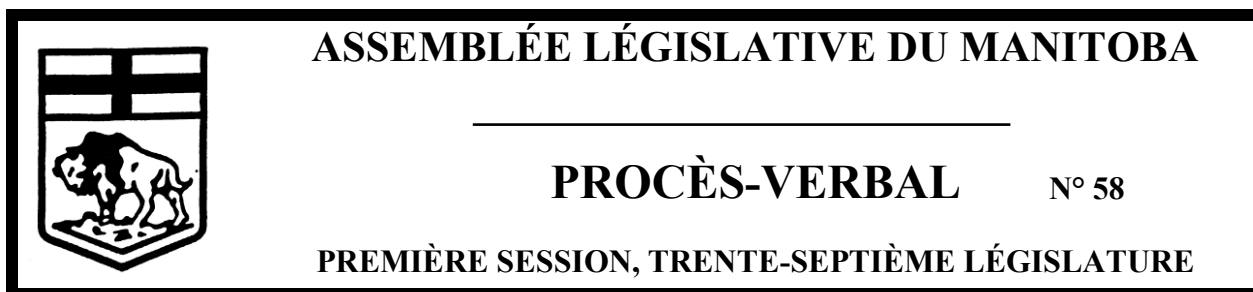 ASSEMBLÉE LÉGISLATIVE DU MANITOBA
PROCÈS-VERBAL N° 58
PREMIÈRE SESSION, TRENTE-SEPTIÈME LÉGISLATURE